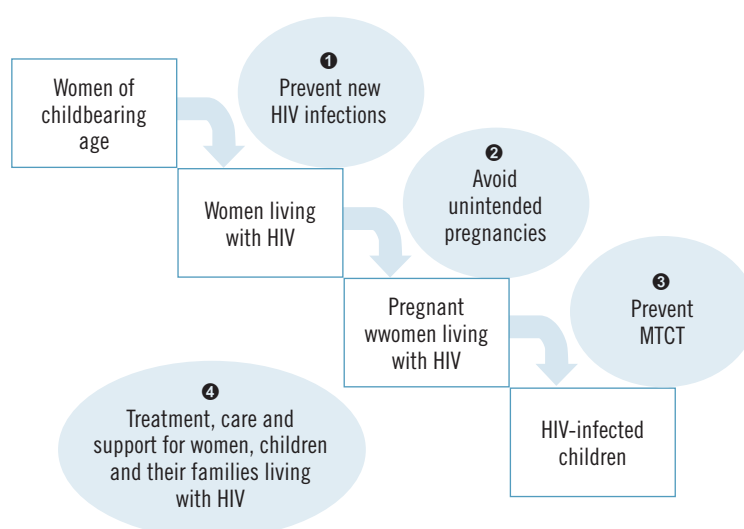 Women of
childbearing
age
❶
Prevent new
HIV infections
Women living
with HIV
❷
Avoid
unintended
pregnancies
Pregnant
wwomen living
with HIV
❸
Prevent
MTCT
HIV-infected
children
❹
Treatment, care and
support for women, children
and their families living
with HIV